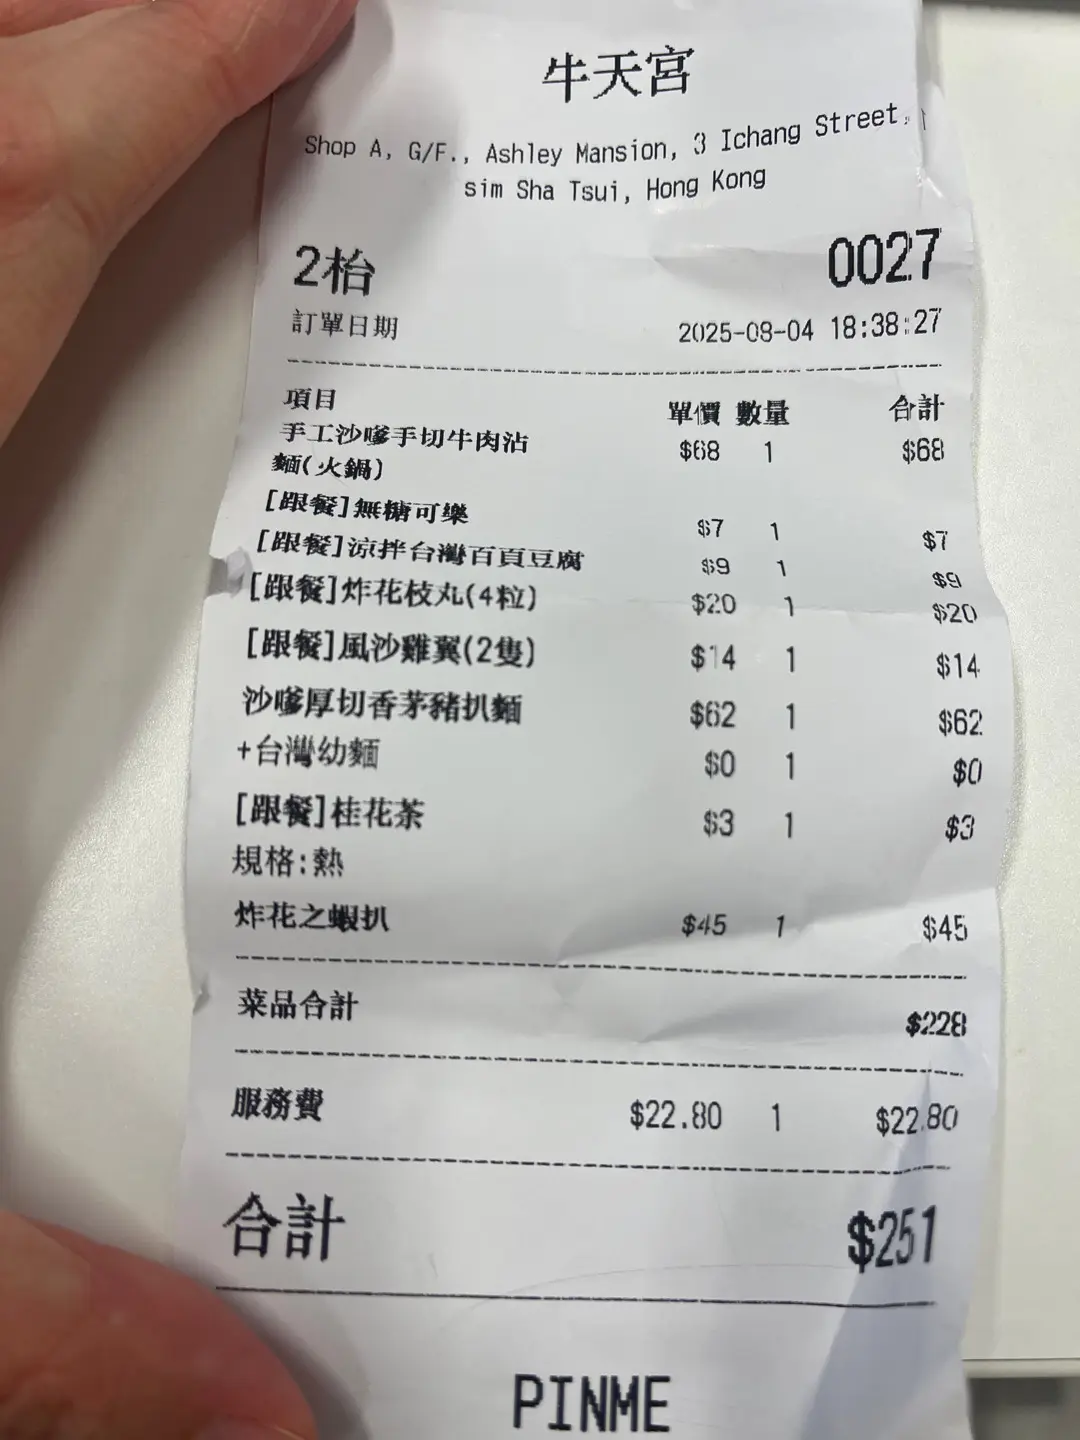 牛天宮
Shop A, G/F., Ashley Mansion, 3 Ichang Street,
sim Sha Tsui, Hong Kong
2枱 0027
訂單日期 2025-08-04 18:38:27
項目 單價 數量 合計
手工沙嗲手切牛肉沾 $68 1 $68
麵(火鍋)
[跟餐]無糖可樂 $7 1 $7
[跟餐]涼拌台灣百頁豆腐 $9 1 $9
[跟餐]炸花枝丸(4粒) $20 1 $20
[跟餐]風沙雞翼(2隻) $14 1 $14
沙嗲厚切香茅豬扒麵 $62 1 $62
+台灣幼麵 $0 1 $0
[跟餐]桂花茶 $3 1 $3
規格:熱
炸花之蝦扒 $45 1 $45
菜品合計 $228
服務費 $22.80 1 $22.80
合計 $251
PINME